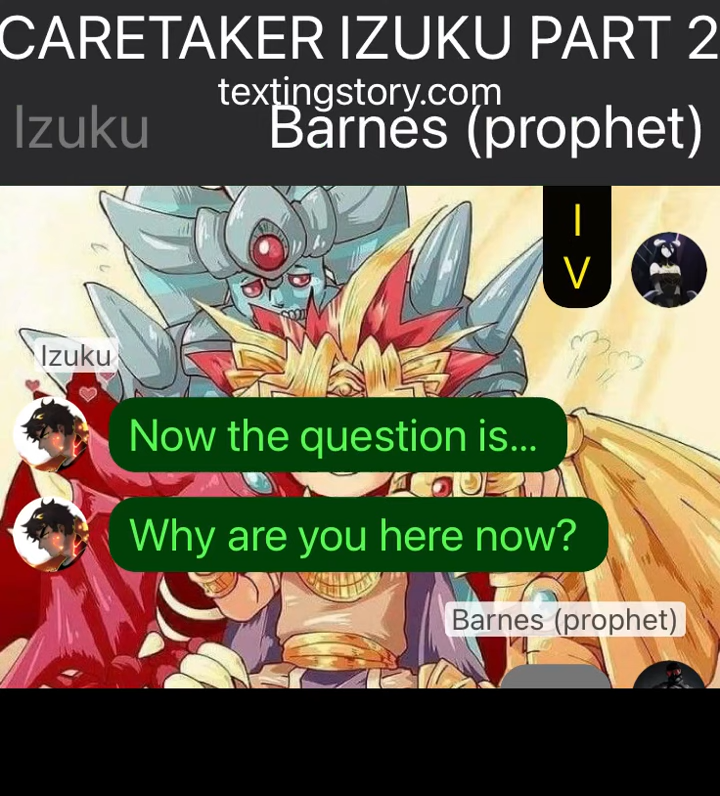 CARETAKER IZUKU PART 2
textingstory.com
Izuku
Barnes (prophet)
I
V
Izuku
Now the question is...
Why are you here now?
Barnes (prophet)